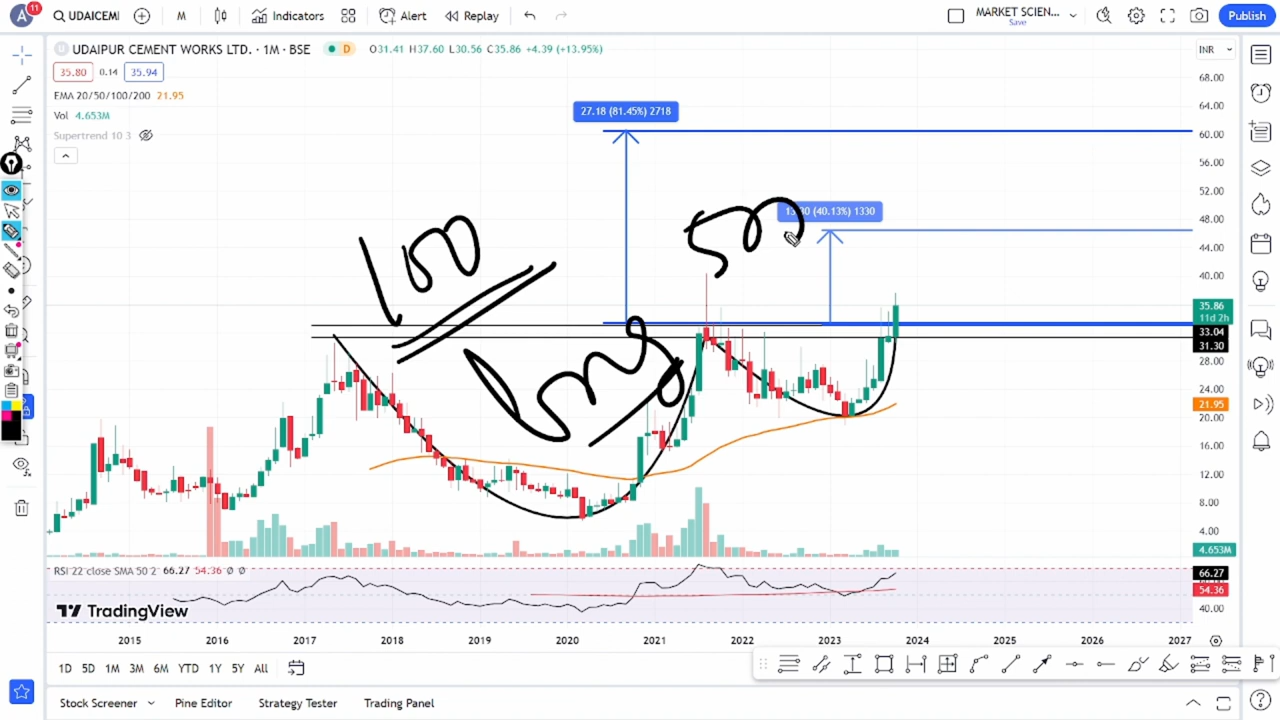 A 11 UDAICEMI M Indicators Alert Replay MARKET SCIEN... Save Publish
UDAIPUR CEMENT WORKS LTD. · 1M · BSE D O31.41 H37.60 L30.56 C35.86 +4.39 (+13.95%) INR
35.80 0.14 35.94
EMA 20/50/100/200 21.95
Vol 4.653M
Supertrend 10 3
27.18 (81.45%) 2718
(40.13%) 1330
100
500
68.00
64.00
60.00
56.00
52.00
48.00
44.00
40.00
35.86
11d 2h
33.04
31.30
28.00
24.00
21.95
20.00
16.00
12.00
8.00
4.00
4.653M
RSI 22 close SMA 50 2 66.27 54.36 Ø Ø
66.27
54.36
40.00
TradingView
2015 2016 2017 2018 2019 2020 2021 2022 2023 2024 2025 2026 2027
1D 5D 1M 3M 6M YTD 1Y 5Y All
Stock Screener Pine Editor Strategy Tester Trading Panel